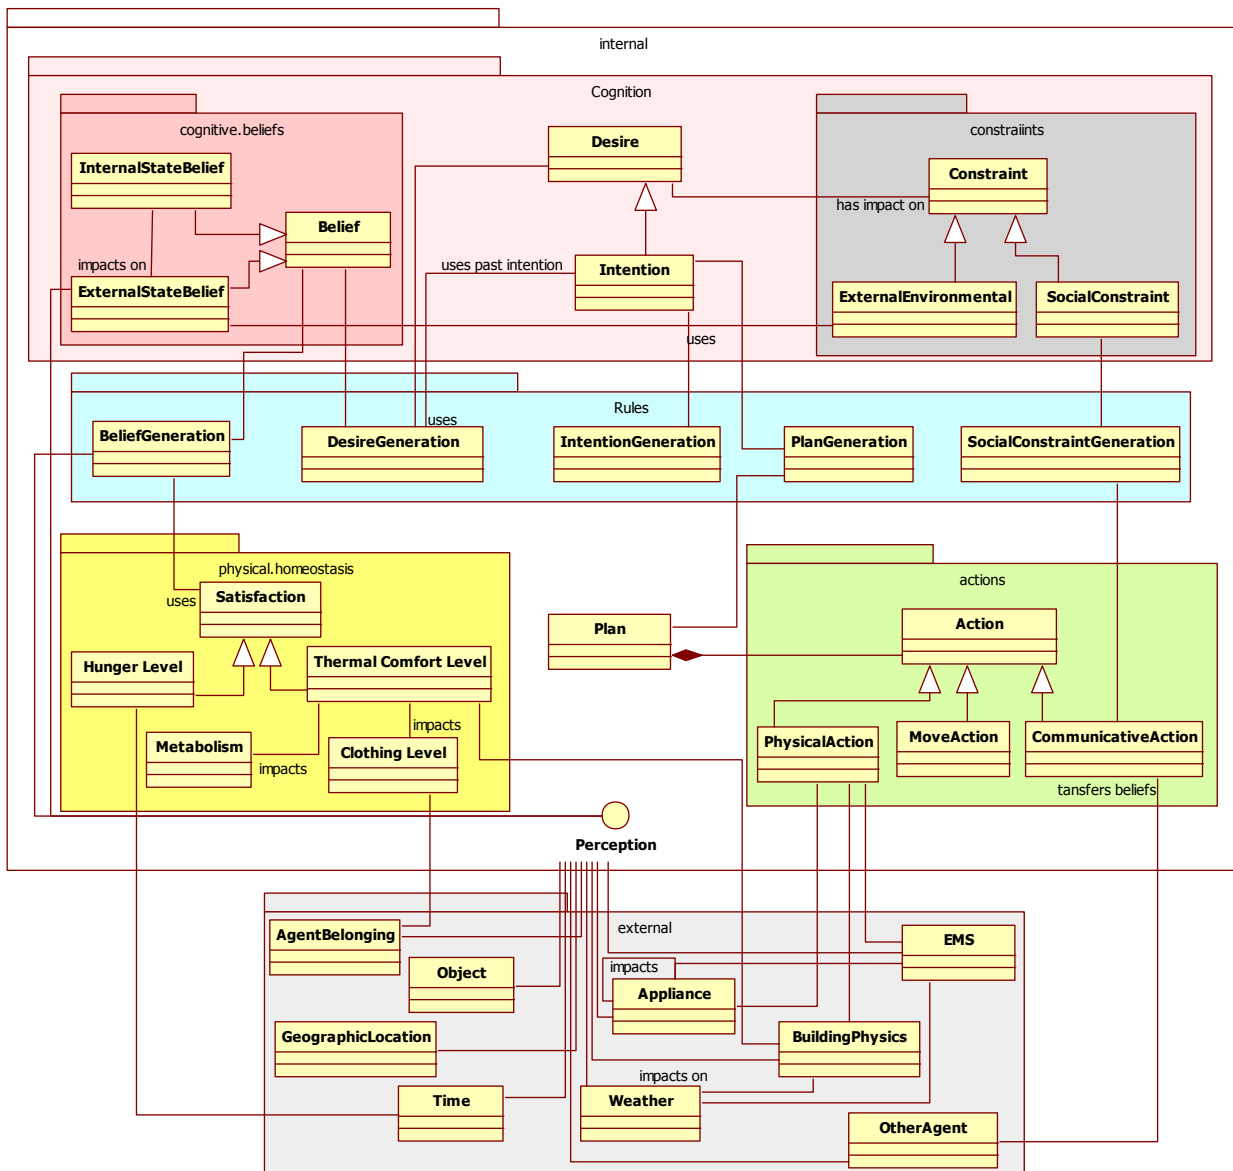 internal
Cognition
cognitive.beliefs
constraiints
Desire
InternalStateBelief
Constraint
has impact on
Belief
impacts on
uses past intention
Intention
ExternalStateBelief
ExternalEnvironmental
SocialConstraint
uses
Rules
uses
BeliefGeneration
DesireGeneration
IntentionGeneration
PlanGeneration
SocialConstraintGeneration
physical.homeostasis
actions
uses
Satisfaction
Plan
Action
Hunger Level
Thermal Comfort Level
impacts
Metabolism
impacts
Clothing Level
PhysicalAction
MoveAction
CommunicativeAction
tansfers beliefs
Perception
external
AgentBelonging
EMS
Object
impacts
Appliance
GeographicLocation
BuildingPhysics
impacts on
Time
Weather
OtherAgent